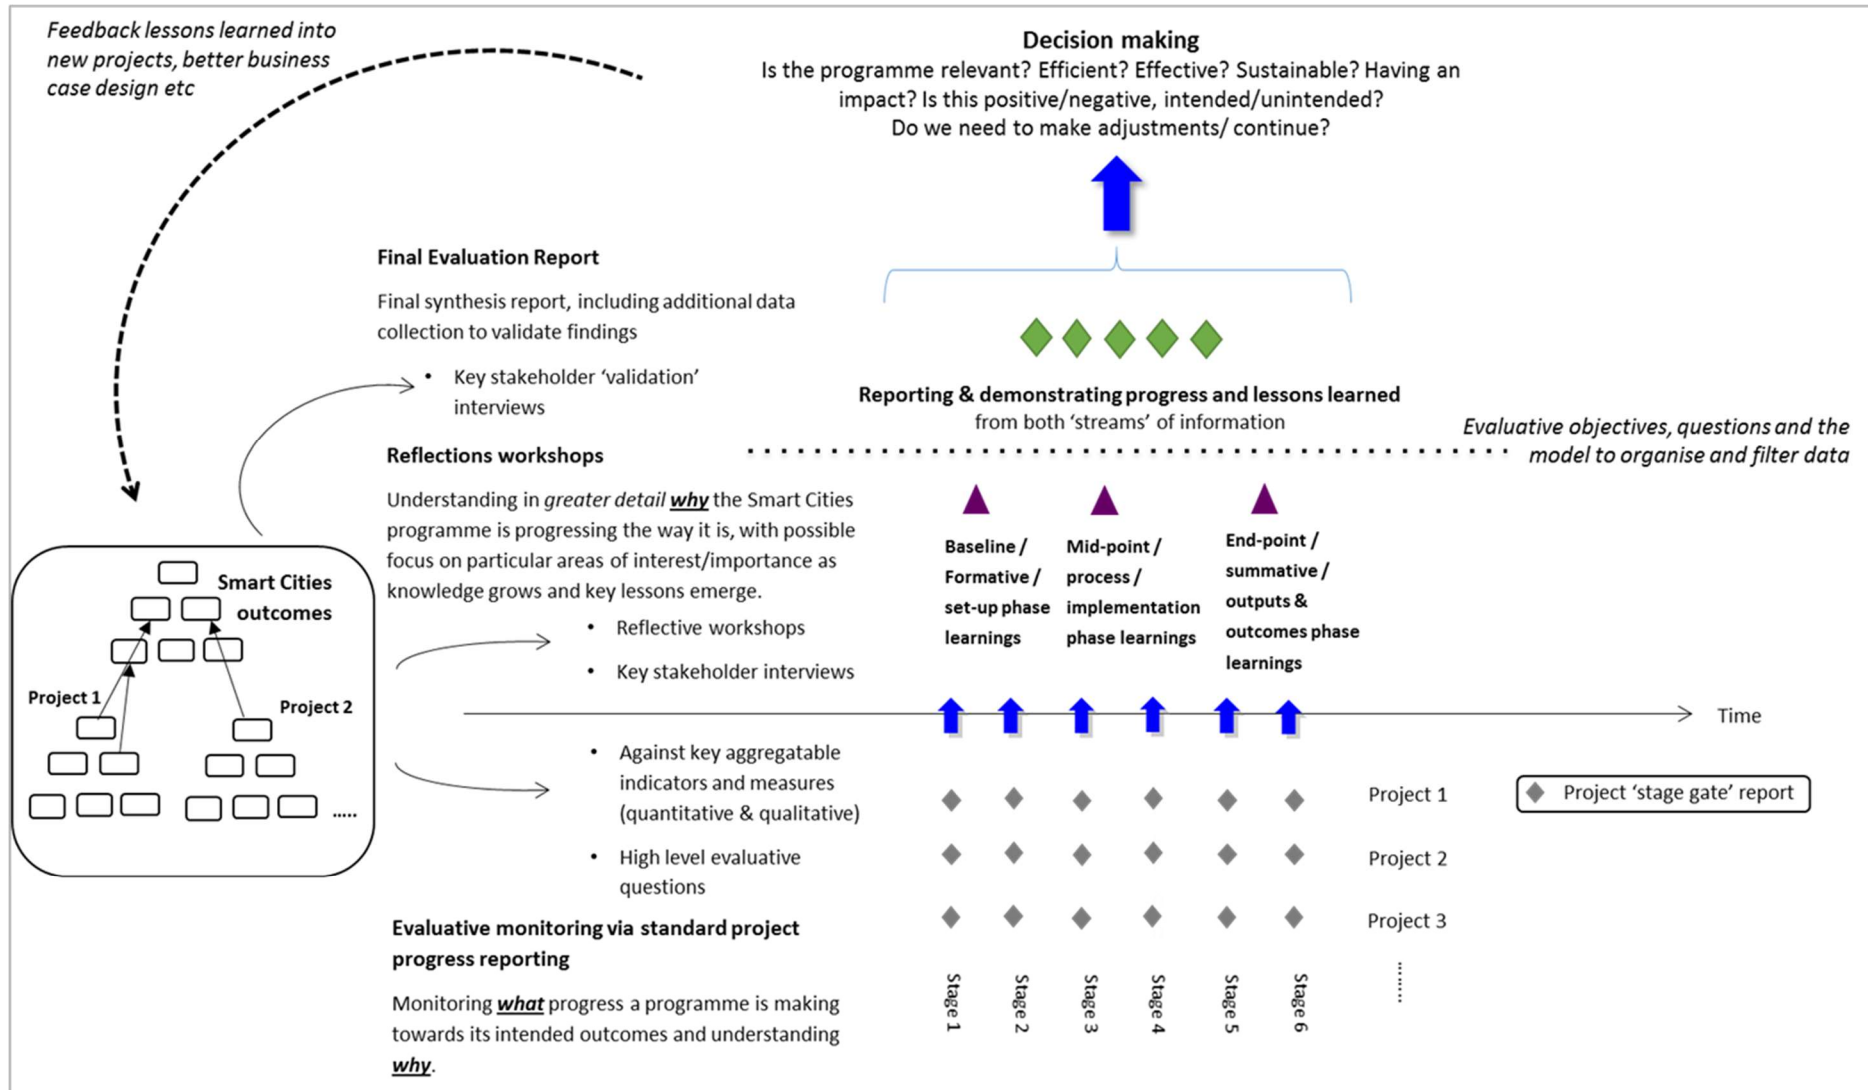 Feedback lessons learned into
new projects, better business
case design etc
Decision making
Is the programme relevant? Efficient? Effective? Sustainable? Having an
impact? Is this positive/negative, intended/unintended?
Do we need to make adjustments/ continue?
Final Evaluation Report
Final synthesis report, including additional data
collection to validate findings
• Key stakeholder ‘validation’
interviews
Reporting & demonstrating progress and lessons learned
from both ‘streams’ of information
Evaluative objectives, questions and the
model to organise and filter data
Reflections workshops
Understanding in greater detail why the Smart Cities
programme is progressing the way it is, with possible
focus on particular areas of interest/importance as
knowledge grows and key lessons emerge.
• Reflective workshops
• Key stakeholder interviews
Baseline /
Formative /
set-up phase
learnings
Mid-point /
process /
implementation
phase learnings
End-point /
summative /
outputs &
outcomes phase
learnings
Smart Cities
outcomes
Project 1
Project 2
.....
Time
• Against key aggregatable
indicators and measures
(quantitative & qualitative)
• High level evaluative
questions
Project 1
Project 2
Project 3
.......
Project ‘stage gate’ report
Evaluative monitoring via standard project
progress reporting
Monitoring what progress a programme is making
towards its intended outcomes and understanding
why.
Stage 1
Stage 2
Stage 3
Stage 4
Stage 5
Stage 6